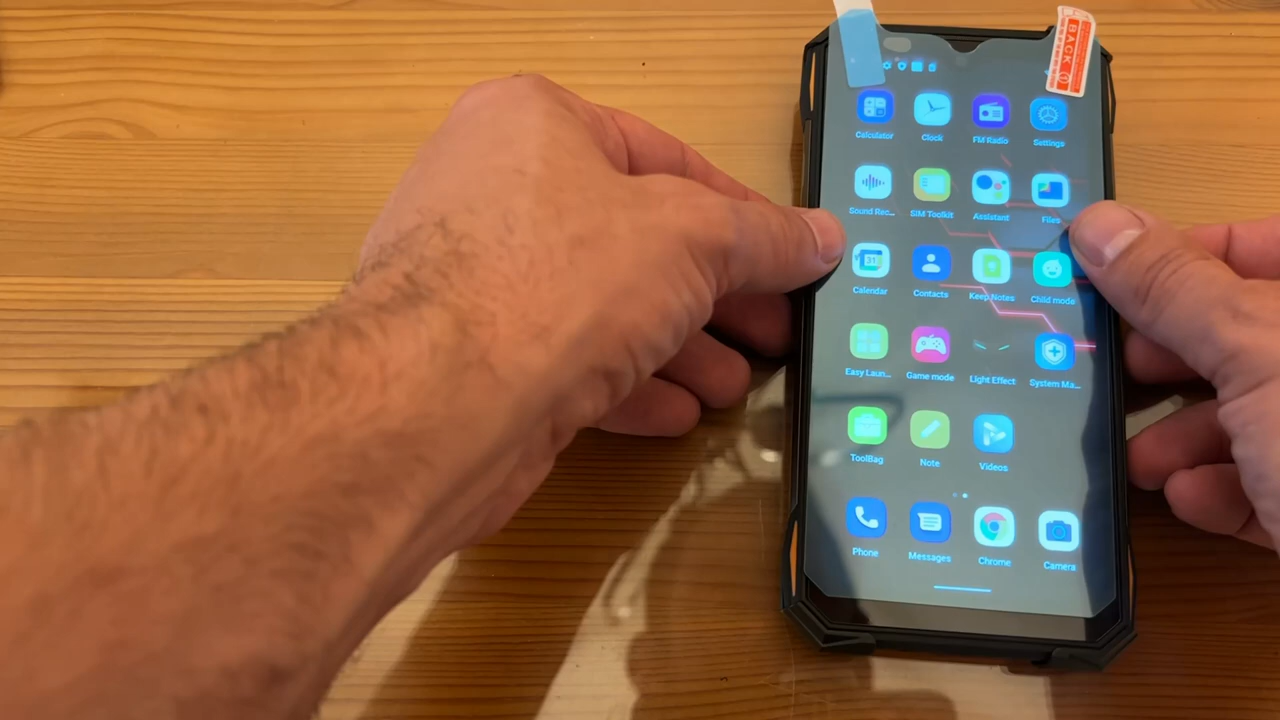 BACK
Calculator
Clock
FM Radio
Settings
Sound Rec...
SIM Toolkit
Assistant
Files
31
Calendar
Contacts
Keep Notes
Child mode
Easy Laun...
Game mode
Light Effect
System Ma...
ToolBag
Note
Videos
Phone
Messages
Chrome
Camera